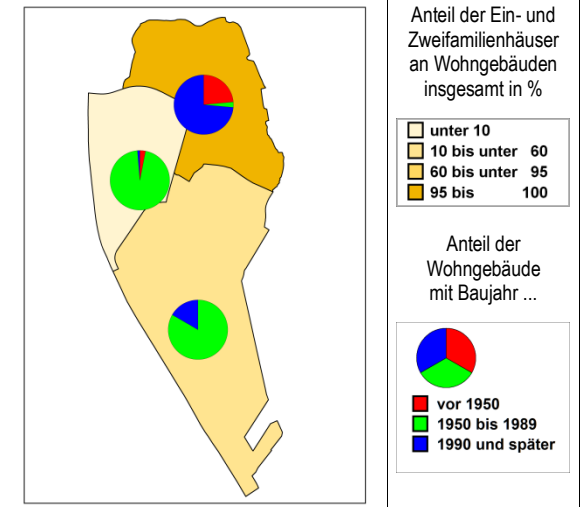 Anteil der Ein- und
Zweifamilienhäuser
an Wohngebäuden
insgesamt in %
unter 10
10 bis unter 60
60 bis unter 95
95 bis 100
Anteil der
Wohngebäude
mit Baujahr ...
vor 1950
1950 bis 1989
1990 und später